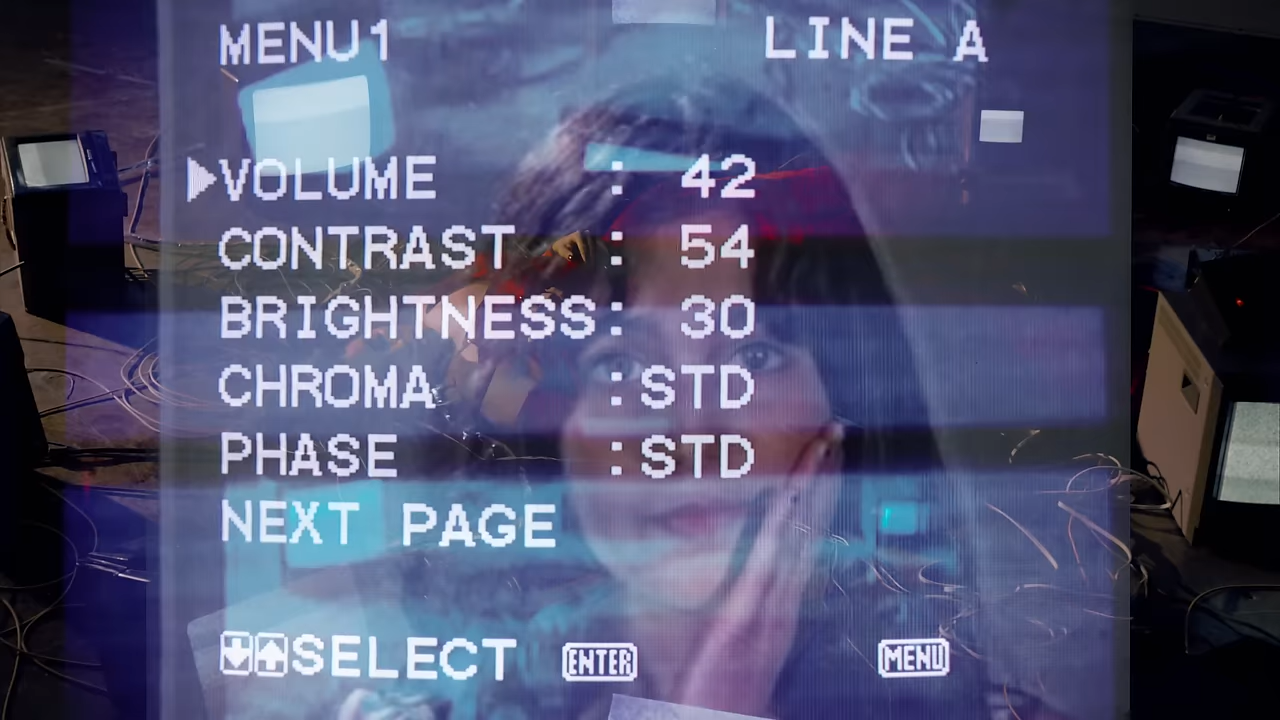 MENU1 LINE A
▶VOLUME : 42
CONTRAST : 54
BRIGHTNESS: 30
CHROMA :STD
PHASE :STD
NEXT PAGE
⬇⬆SELECT ENTER MENU